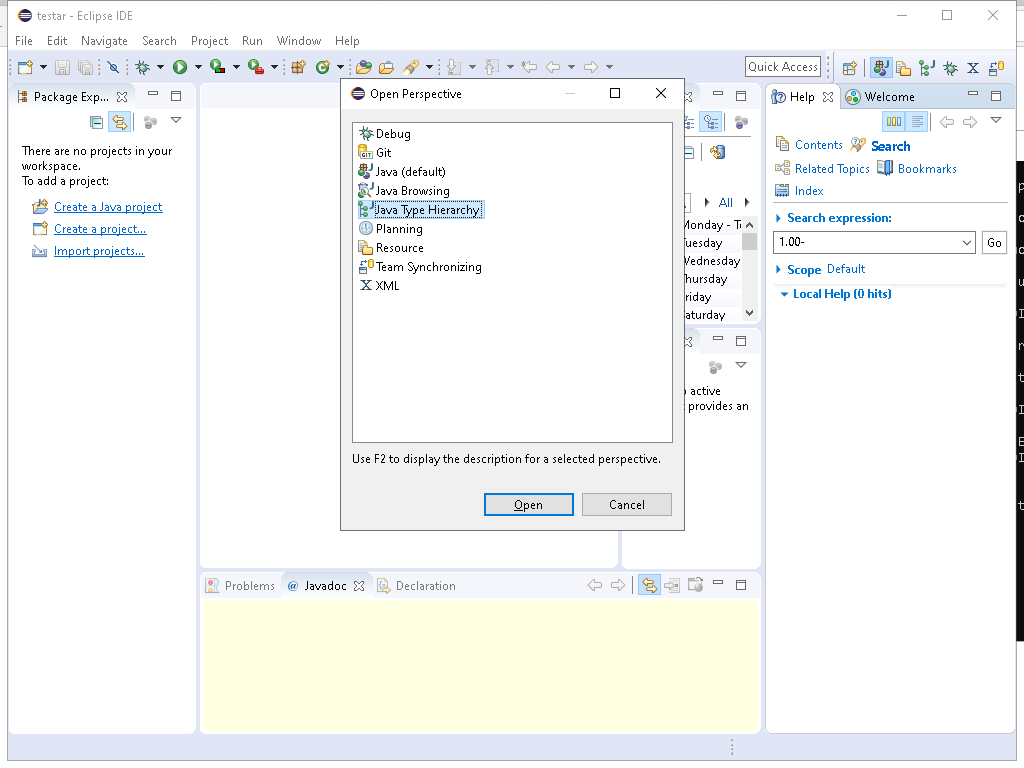 testar - Eclipse IDE
File Edit Navigate Search Project Run Window Help
Quick Access
Package Exp...
There are no projects in your
workspace.
To add a project:
Create a Java project
Create a project...
Import projects...
Open Perspective
Debug
Git
Java (default)
Java Browsing
Java Type Hierarchy
Planning
Resource
Team Synchronizing
XML
Use F2 to display the description for a selected perspective.
Open Cancel
All
Monday - T
Tuesday
Wednesday
Thursday
riday
aturday
active
provides an
Help Welcome
Contents Search
Related Topics Bookmarks
Index
Search expression:
1.00- Go
Scope Default
Local Help (0 hits)
Problems @ Javadoc Declaration